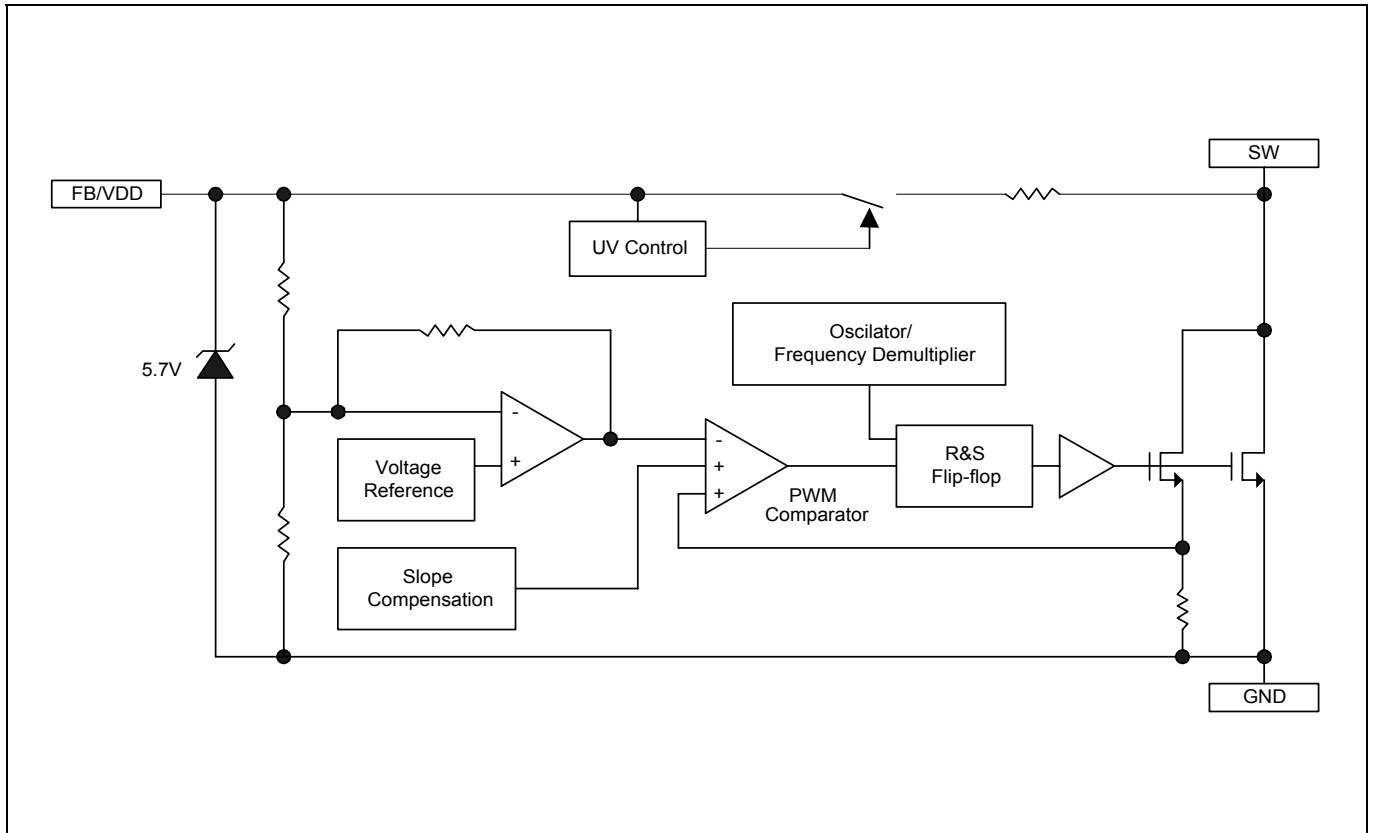 SW
FB/VDD
UV Control
Oscilator/
Frequency Demultiplier
5.7V
-
+
Voltage
Reference
-
+
+
PWM
Comparator
R&S
Flip-flop
Slope
Compensation
GND